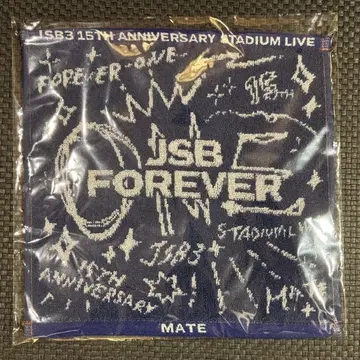 JSB3 15TH ANNIVERSARY STADIUM LIVE
FOREVER ONE
JSB
FOREVER
STADIUM L
JSB3
15TH
ANNIVERSARY
MATE